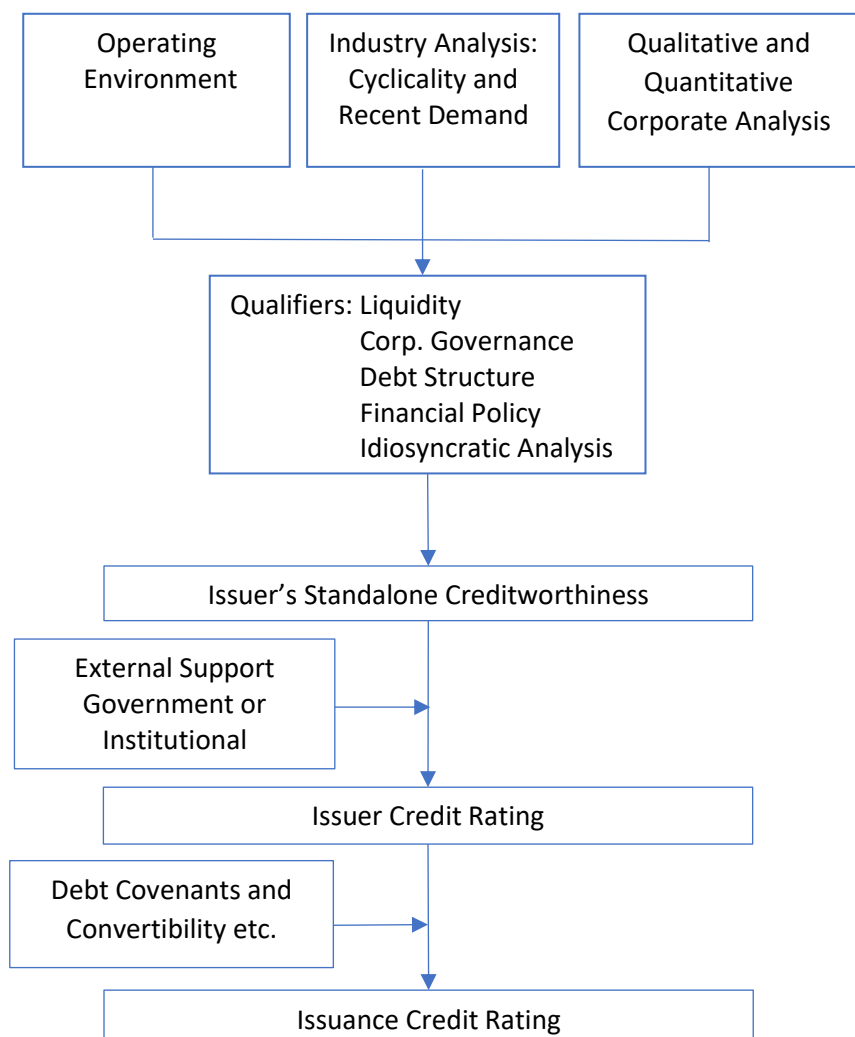 Operating
Environment
Industry Analysis:
Cyclicality and
Recent Demand
Qualitative and
Quantitative
Corporate Analysis
Qualifiers: Liquidity
Corp. Governance
Debt Structure
Financial Policy
Idiosyncratic Analysis
Issuer’s Standalone Creditworthiness
External Support
Government or
Institutional
Issuer Credit Rating
Debt Covenants and
Convertibility etc.
Issuance Credit Rating